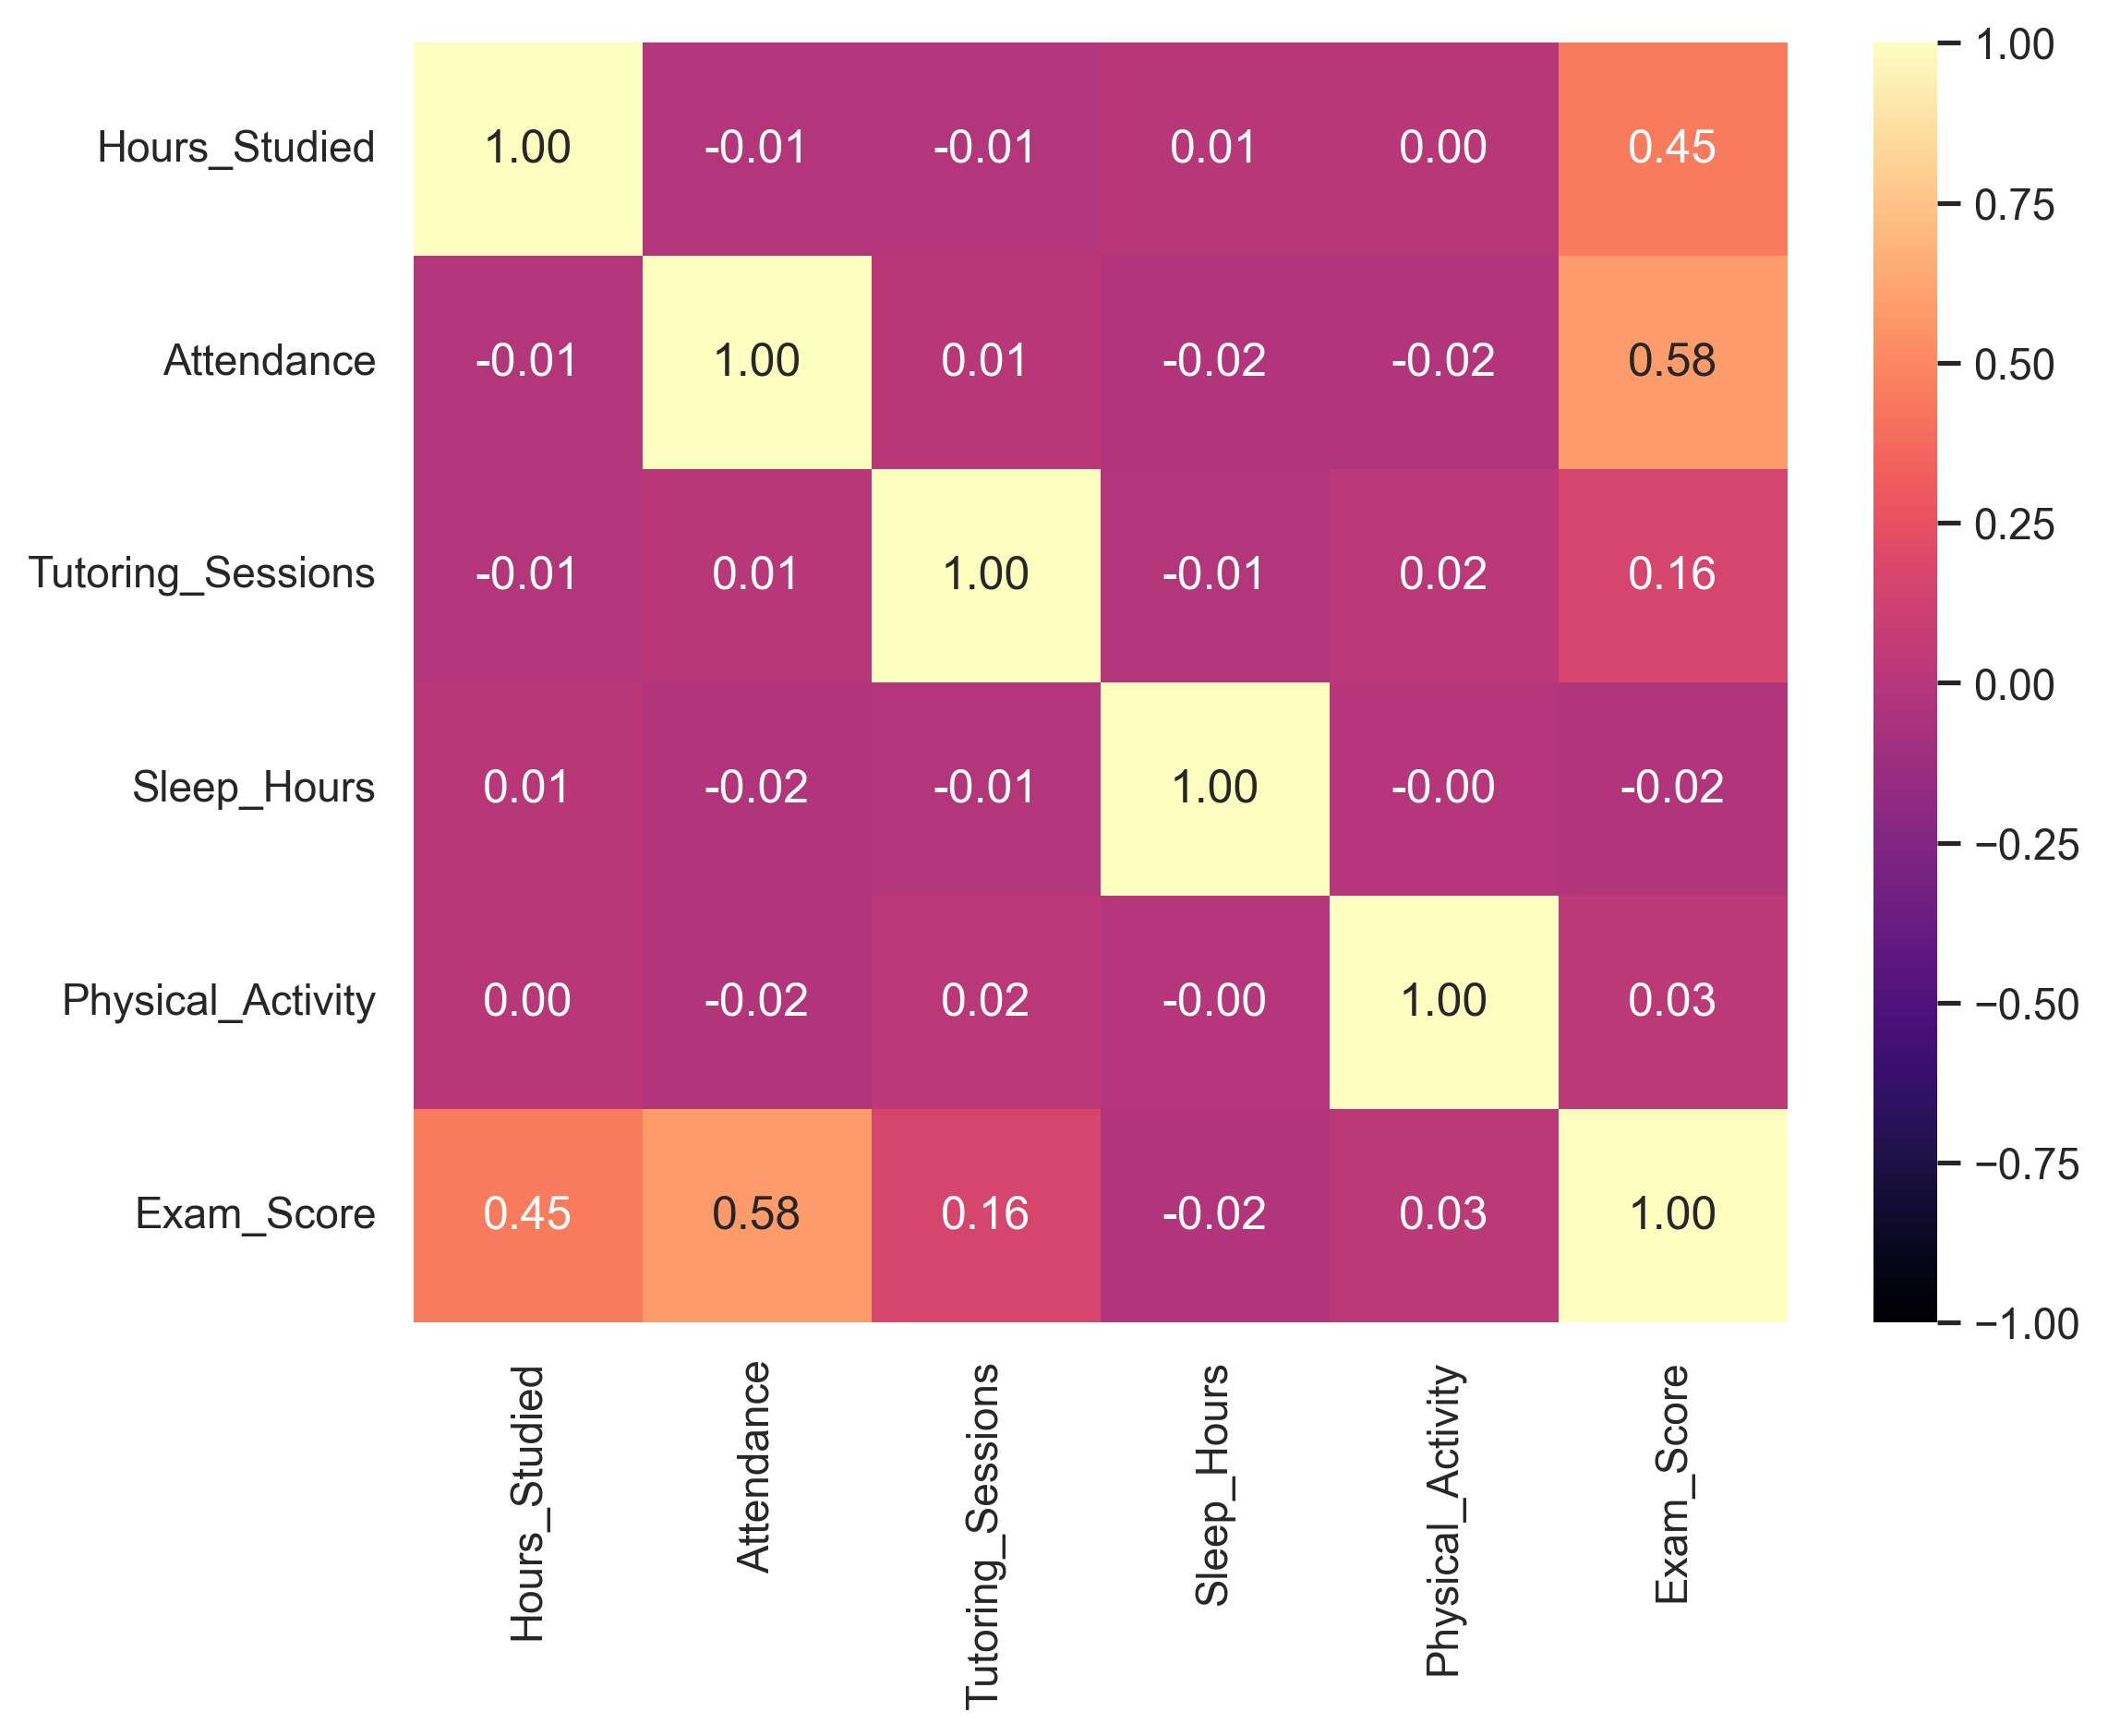 Hours_Studied 1.00 -0.01 -0.01 0.01 0.00 0.45
Attendance -0.01 1.00 0.01 -0.02 -0.02 0.58
Tutoring_Sessions -0.01 0.01 1.00 -0.01 0.02 0.16
Sleep_Hours 0.01 -0.02 -0.01 1.00 -0.00 -0.02
Physical_Activity 0.00 -0.02 0.02 -0.00 1.00 0.03
Exam_Score 0.45 0.58 0.16 -0.02 0.03 1.00
Hours_Studied
Attendance
Tutoring_Sessions
Sleep_Hours
Physical_Activity
Exam_Score
1.00
0.75
0.50
0.25
0.00
−0.25
−0.50
−0.75
−1.00